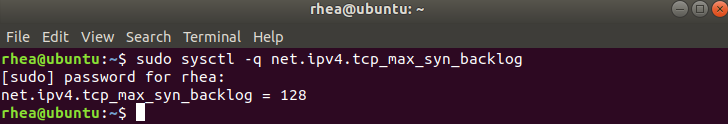 rhea@ubuntu: ~
File Edit View Search Terminal Help
rhea@ubuntu:~$ sudo sysctl -q net.ipv4.tcp_max_syn_backlog
[sudo] password for rhea:
net.ipv4.tcp_max_syn_backlog = 128
rhea@ubuntu:~$